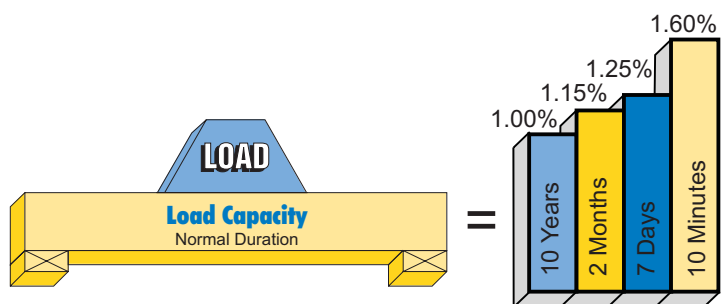 LOAD
Load Capacity
Normal Duration
=
1.00%
1.15%
1.25%
1.60%
10 Years
2 Months
7 Days
10 Minutes